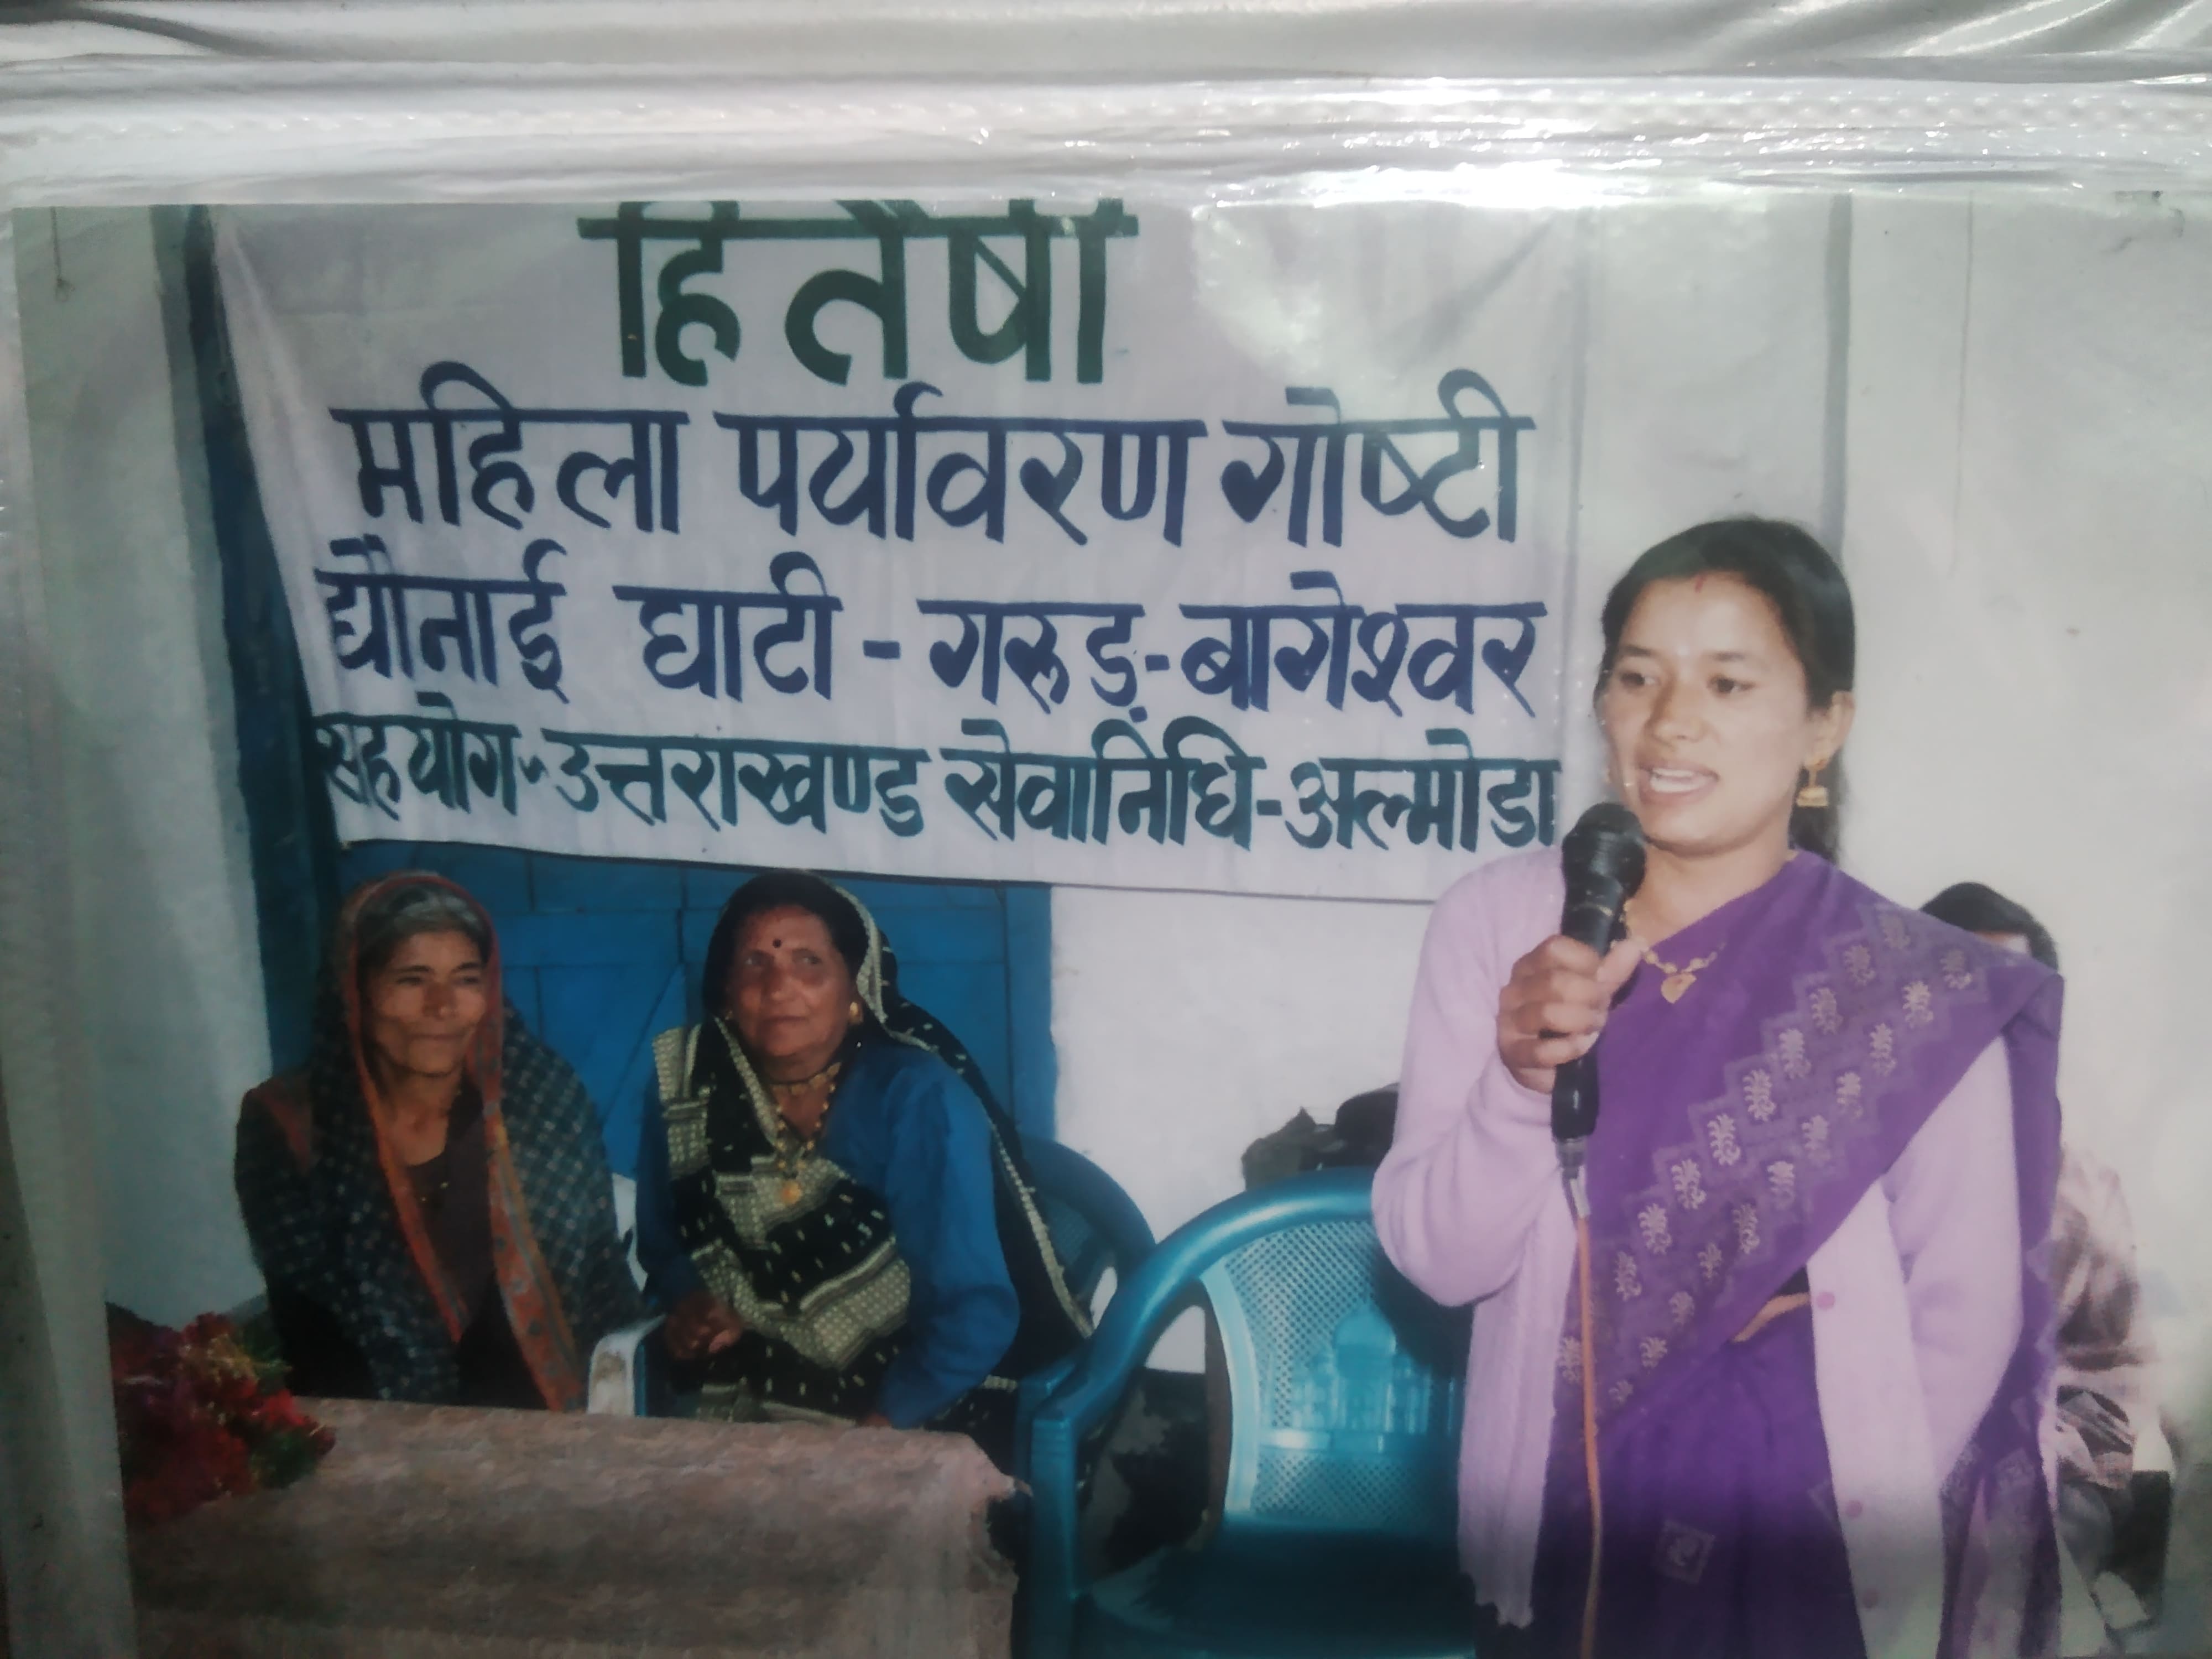 हितैषी
महिला पर्यावरण गोष्टी
द्यौनाई घाटी - गरुड़-बागेश्वर
सहयोग-उत्तराखण्ड सेवानिधि-अल्मोडा